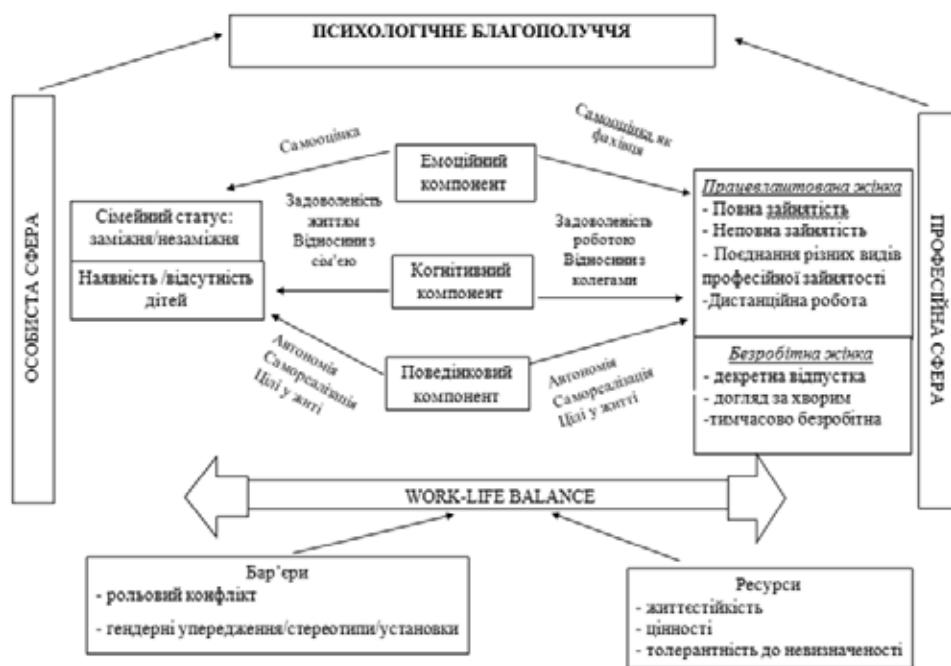 ПСИХОЛОГІЧНЕ БЛАГОПОЛУЧЧЯ
ОСОБИСТА СФЕРА
Самооцінка
Емоційний
компонент
Самооцінка, як
фахівця
Сімейний статус:
заміжня/незаміжня
Наявність /відсутність
дітей
Задоволеність
життям
Відносини з
сім’єю
Когнітивний
компонент
Задоволеність
роботою
Відносини з
колегами
Автономія
Самореалізація
Цілі у житі
Поведінковий
компонент
Автономія
Саморсалізація
Цілі у житті
Працевлаштована жінка
- Повна зайнятість
- Неповна зайнятість
- Поєднання різних видів
професійної зайнятості
-Дистанційна робота
Безробітна жінка
- декретна відпустка
- догляд за хворим
-тимчасово безробітна
ПРОФЕСІЙНА СФЕРА
WORK-LIFE BALANCE
Бар’єри
- рольовий конфлікт
- гендерні упередження/стереотипи/установки
Ресурси
- життєстійкість
- цінності
- толерантність до невизначеності